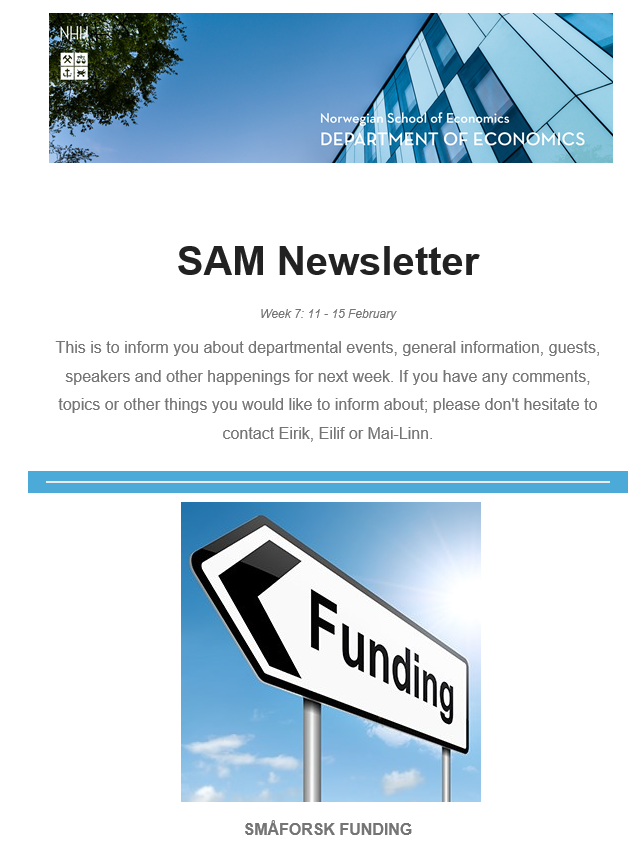 NHH
Norwegian School of Economics
DEPARTMENT OF ECONOMICS
SAM Newsletter
Week 7: 11 - 15 February
This is to inform you about departmental events, general information, guests,
speakers and other happenings for next week. If you have any comments,
topics or other things you would like to inform about; please don't hesitate to
contact Eirik, Eilif or Mai-Linn.
Funding
SMÅFORSK FUNDING